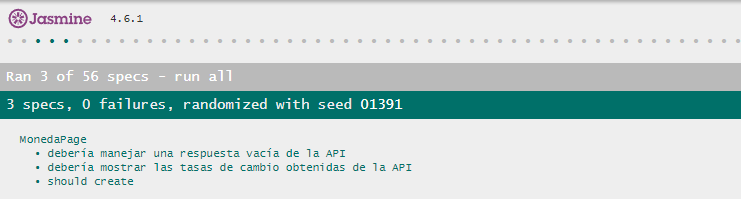 Jasmine 4.6.1
Ran 3 of 56 specs - run all
3 specs, 0 failures, randomized with seed 01391
MonedaPage
• debería manejar una respuesta vacía de la API
• debería mostrar las tasas de cambio obtenidas de la API
• should create